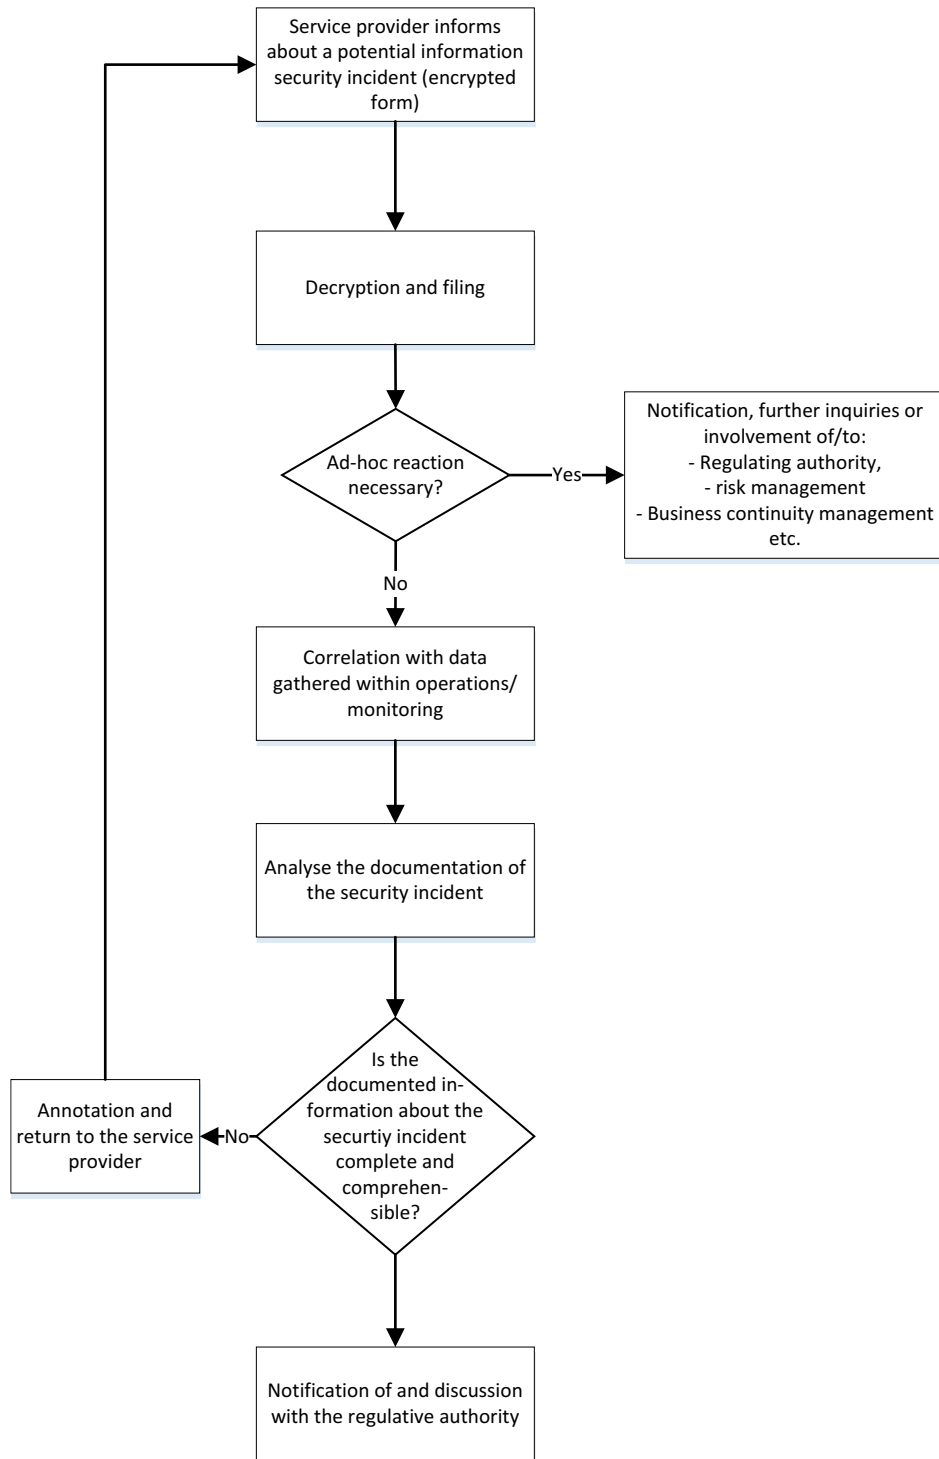 Service provider informs
about a potential information
security incident (encrypted
form)
Decryption and filing
Ad-hoc reaction
necessary?
Yes
Notification, further inquiries or
involvement of/to:
- Regulating authority,
- risk management
- Business continuity management
etc.
No
Correlation with data
gathered within operations/
monitoring
Analyse the documentation of
the security incident
Is the
documented in-
formation about the
securtiy incident
complete and
comprehen-
sible?
No
Annotation and
return to the service
provider
Notification of and discussion
with the regulative authority